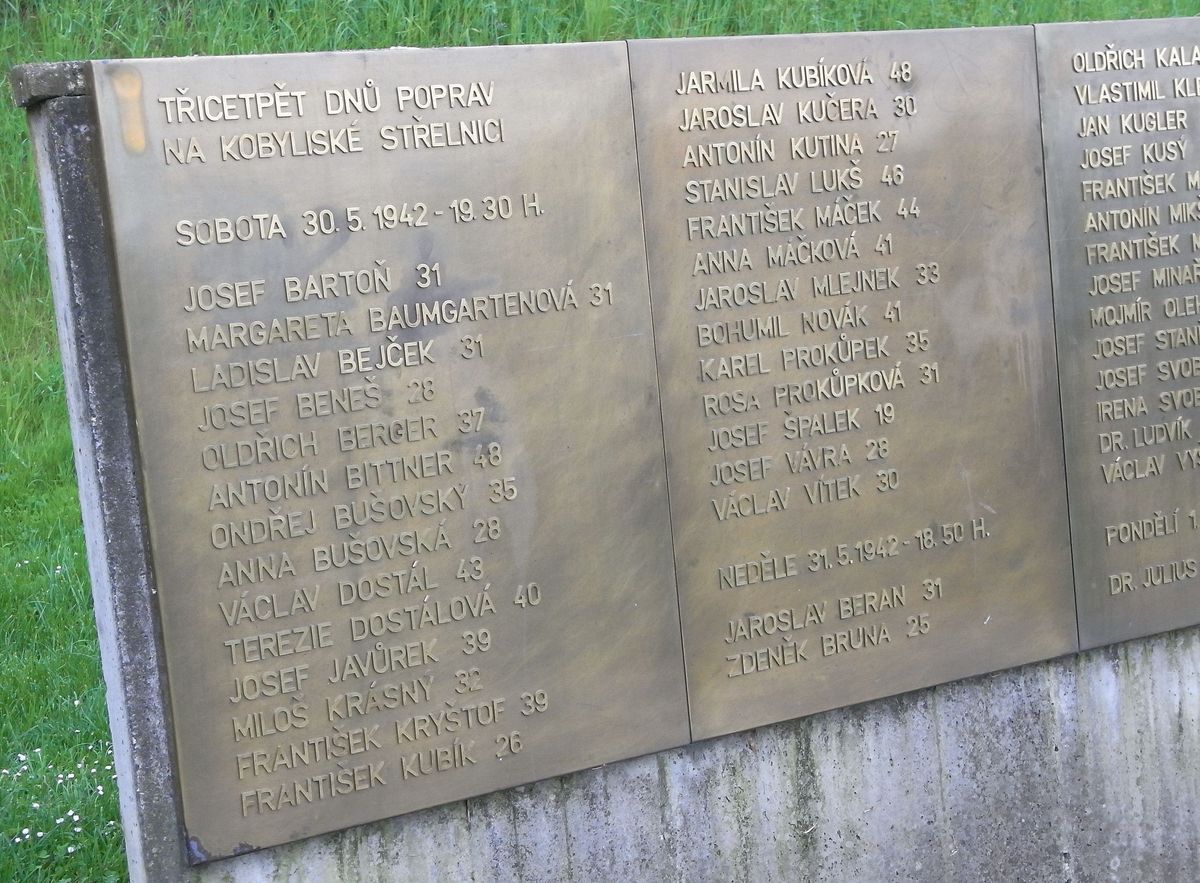 TŘICETPĚT DNŮ POPRAV
NA KOBYLISKÉ STŘELNICI
SOBOTA 30. 5. 1942 - 19.30 H.
JOSEF BARTOŇ 31
MARGARETA BAUMGARTENOVÁ 31
LADISLAV BEJČEK 31
JOSEF BENEŠ 28
OLDŘICH BERGER 37
ANTONÍN BITTNER 48
ONDŘEJ BUŠOVSKÝ 35
ANNA BUŠOVSKÁ 28
VÁCLAV DOSTÁL 43
TEREZIE DOSTÁLOVÁ 40
JOSEF JAVŮREK 39
MILOŠ KRÁSNÝ 32
FRANTIŠEK KRYŠTOF 39
FRANTIŠEK KUBÍK 26
JARMILA KUBÍKOVÁ 48
JAROSLAV KUČERA 30
ANTONÍN KUTINA 27
STANISLAV LUKŠ 46
FRANTIŠEK MÁČEK 44
ANNA MÁČKOVÁ 41
JAROSLAV MLEJNEK 33
BOHUMIL NOVÁK 41
KAREL PROKŮPEK 35
ROSA PROKŮPKOVÁ 31
JOSEF ŠPALEK 19
JOSEF VÁVRA 28
VÁCLAV VÍTEK 30
NEDĚLE 31. 5. 1942 - 18.50 H.
JAROSLAV BERAN 31
ZDENĚK BRUNA 25
OLDŘICH KALA
VLASTIMIL KLE
JAN KUGLER
JOSEF KUSÝ
FRANTIŠEK M
ANTONÍN MIKŠ
FRANTIŠEK
JOSEF MINAŘ
MOJMÍR OLE
JOSEF STAN
JOSEF SVOB
IRENA SVOB
DR. LUDVÍK
VÁCLAV VYS
PONDĚLÍ 1
DR. JULIUS